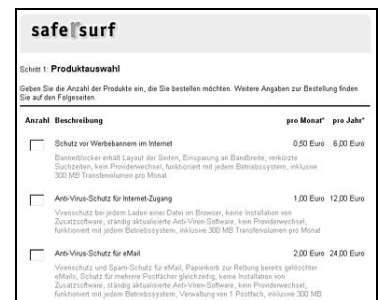 safersurf
Schritt 1: Produktauswahl
Geben Sie die Anzahl der Produkte ein, die Sie bestellen möchten. Weitere Angaben zur Bestellung finden
Sie auf den Folgeseiten.
Anzahl Beschreibung pro Monat* pro Jahr*
Schutz vor Werbebannern im Internet 0,50 Euro 6,00 Euro
Bannerblocker erhält Layout der Seiten, Einsparung an Bandbreite, verkürzte
Suchzeiten, kein Providerwechsel, funktioniert mit jedem Betriebssystem, inklusive
300 MB Transfervolumen pro Monat
Anti-Virus-Schutz für Internet-Zugang 1,00 Euro 12,00 Euro
Virenschutz bei jedem Laden einer Datei im Browser, keine Installation von
Zusatzsoftware, ständig aktualisierte Anti-Viren-Software, kein Providerwechsel,
funktioniert mit jedem Betriebssystem, inklusive 300 MB Transfervolumen pro Monat
Anti-Virus-Schutz für eMail 2,00 Euro 24,00 Euro
Virenschutz und Spam-Schutz für eMail, Papierkorb zur Rettung bereits gelöschter
eMails, Schutz für mehrere Postfächer gleichzeitig, keine Installation von
Zusatzsoftware, ständig aktualisierte Anti-Viren-Software, kein Providerwechsel,
funktioniert mit jedem Betriebssystem, Verwaltung von 1 Postfach, inklusive 300 MB